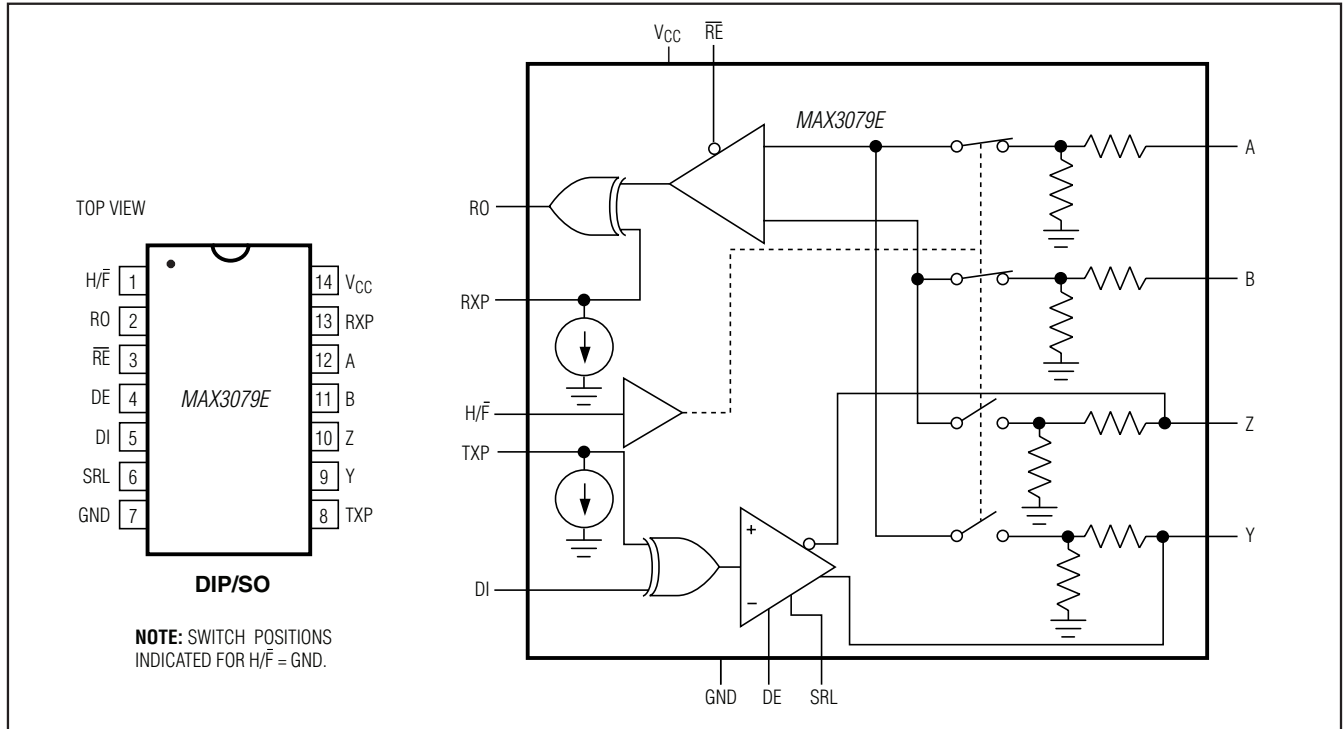 TOP VIEW
H/F̅ 1
RO 2
R̅E̅ 3
DE 4
DI 5
SRL 6
GND 7
14 VCC
13 RXP
12 A
11 B
10 Z
9 Y
8 TXP
MAX3079E
DIP/SO
NOTE: SWITCH POSITIONS
INDICATED FOR H/F̅ = GND.
VCC
R̅E̅
MAX3079E
RO
RXP
H/F̅
TXP
DI
+
−
A
B
Z
Y
GND
DE
SRL